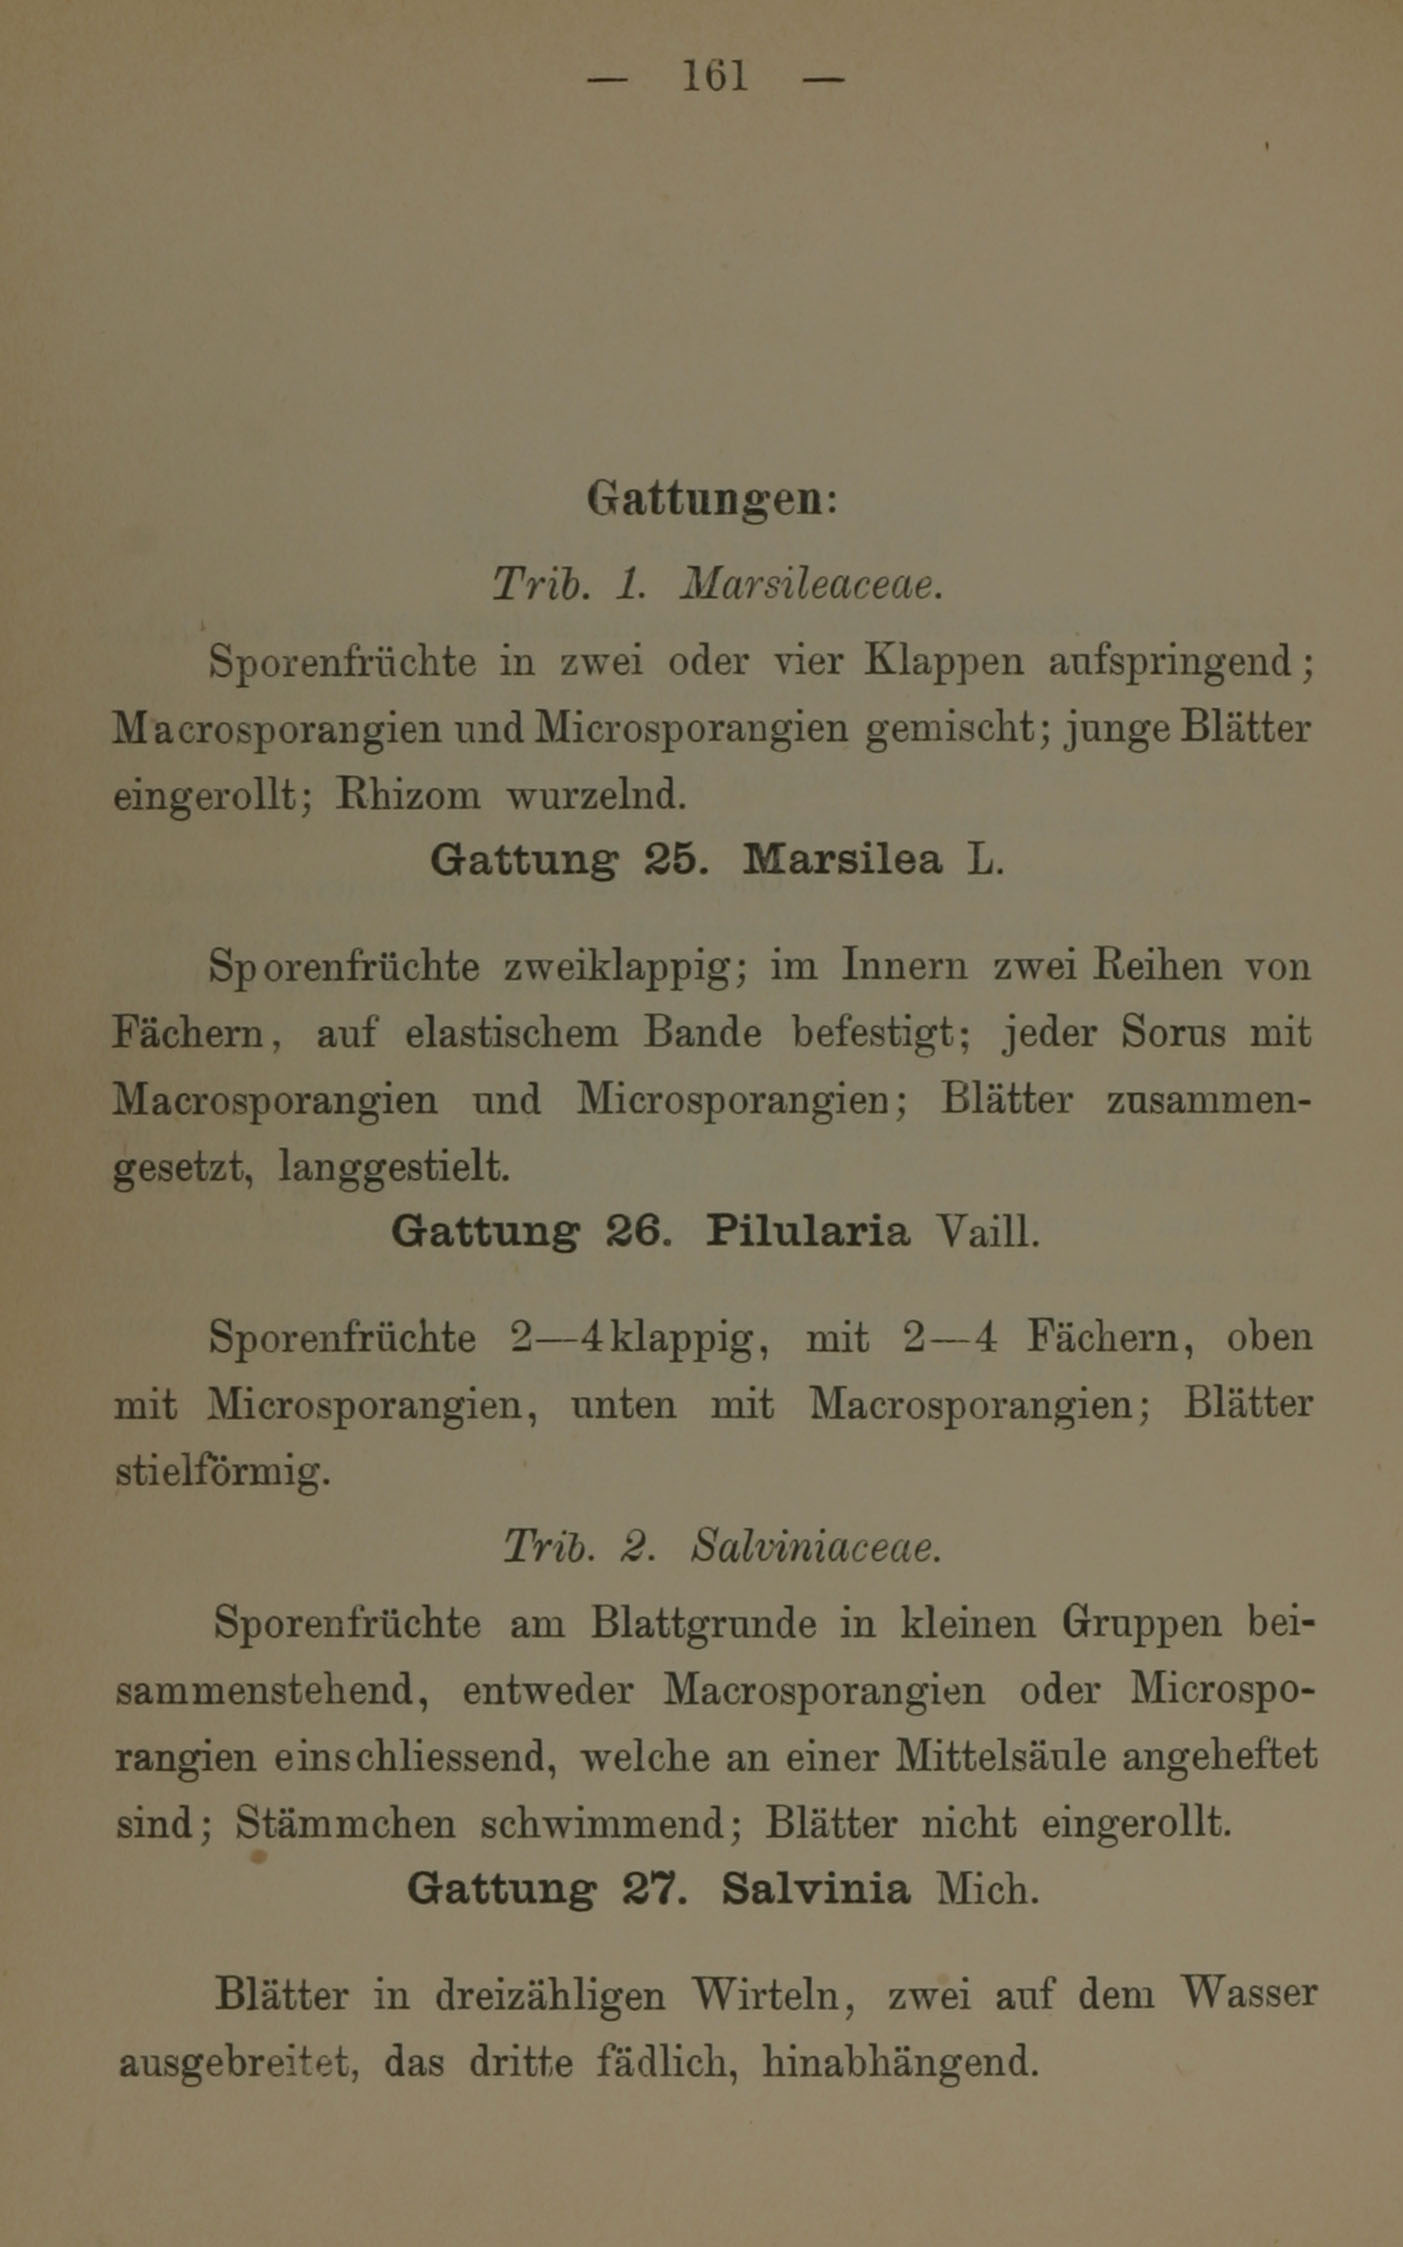 — 161 —
Gattungen:
Trib. 1. Marsileaceae.
Sporenfrüchte in zwei oder vier Klappen aufspringend;
Macrosporangien und Microsporangien gemischt; junge Blätter
eingerollt; Rhizom wurzelnd.
Gattung 25. Marsilea L.
Sporenfrüchte zweiklappig; im Innern zwei Reihen von
Fächern, auf elastischem Bande befestigt; jeder Sorus mit
Macrosporangien und Microsporangien; Blätter zusammen-
gesetzt, langgestielt.
Gattung 26. Pilularia Vaill.
Sporenfrüchte 2—4klappig, mit 2—4 Fächern, oben
mit Microsporangien, unten mit Macrosporangien; Blätter
stielförmig.
Trib. 2. Salviniaceae.
Sporenfrüchte am Blattgrunde in kleinen Gruppen bei-
sammenstehend, entweder Macrosporangien oder Microspo-
rangien einschliessend, welche an einer Mittelsäule angeheftet
sind; Stämmchen schwimmend; Blätter nicht eingerollt.
Gattung 27. Salvinia Mich.
Blätter in dreizähligen Wirteln, zwei auf dem Wasser
ausgebreitet, das dritte fädlich, hinabhängend.